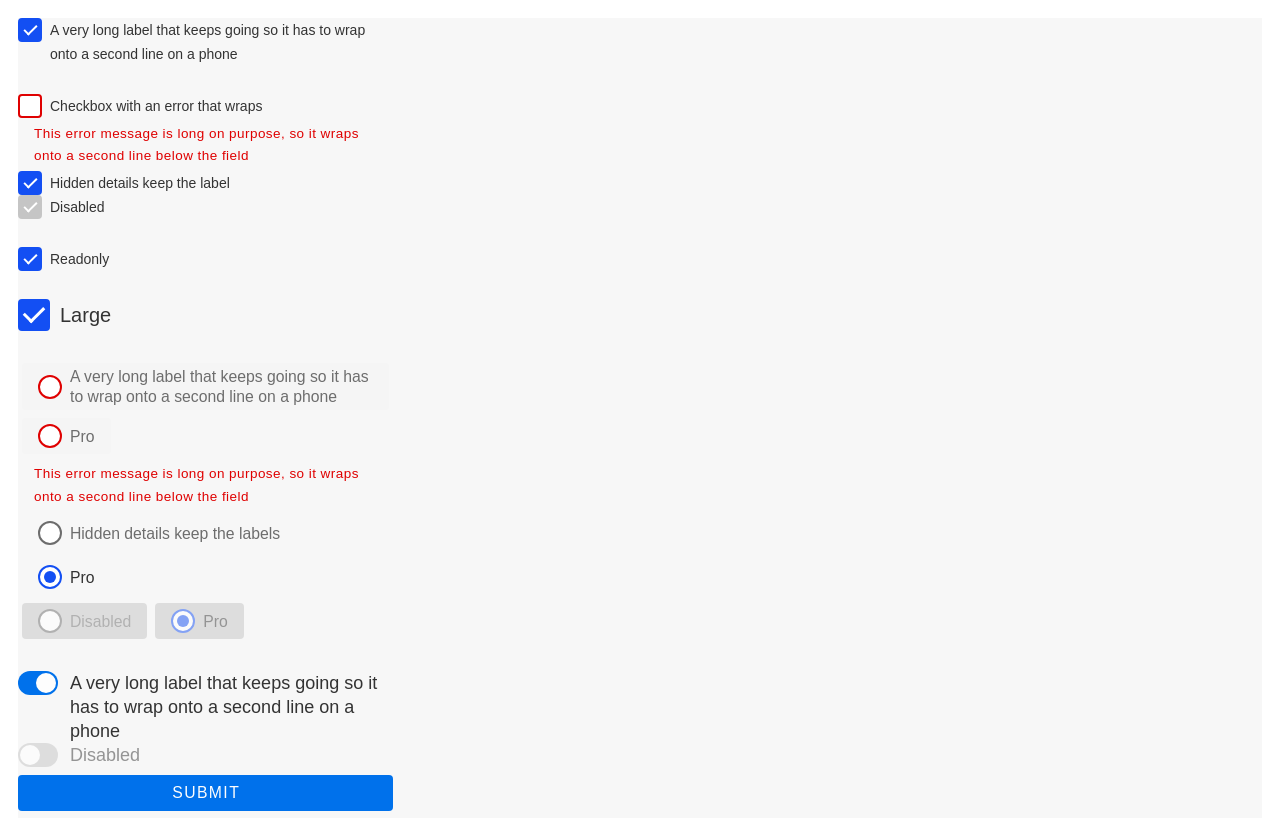 A very long label that keeps going so it has to wrap
onto a second line on a phone
Checkbox with an error that wraps
This error message is long on purpose, so it wraps
onto a second line below the field
Hidden details keep the label
Disabled
Readonly
Large
A very long label that keeps going so it has
to wrap onto a second line on a phone
Pro
This error message is long on purpose, so it wraps
onto a second line below the field
Hidden details keep the labels
Pro
Disabled Pro
A very long label that keeps going so it
has to wrap onto a second line on a
phone
Disabled
SUBMIT